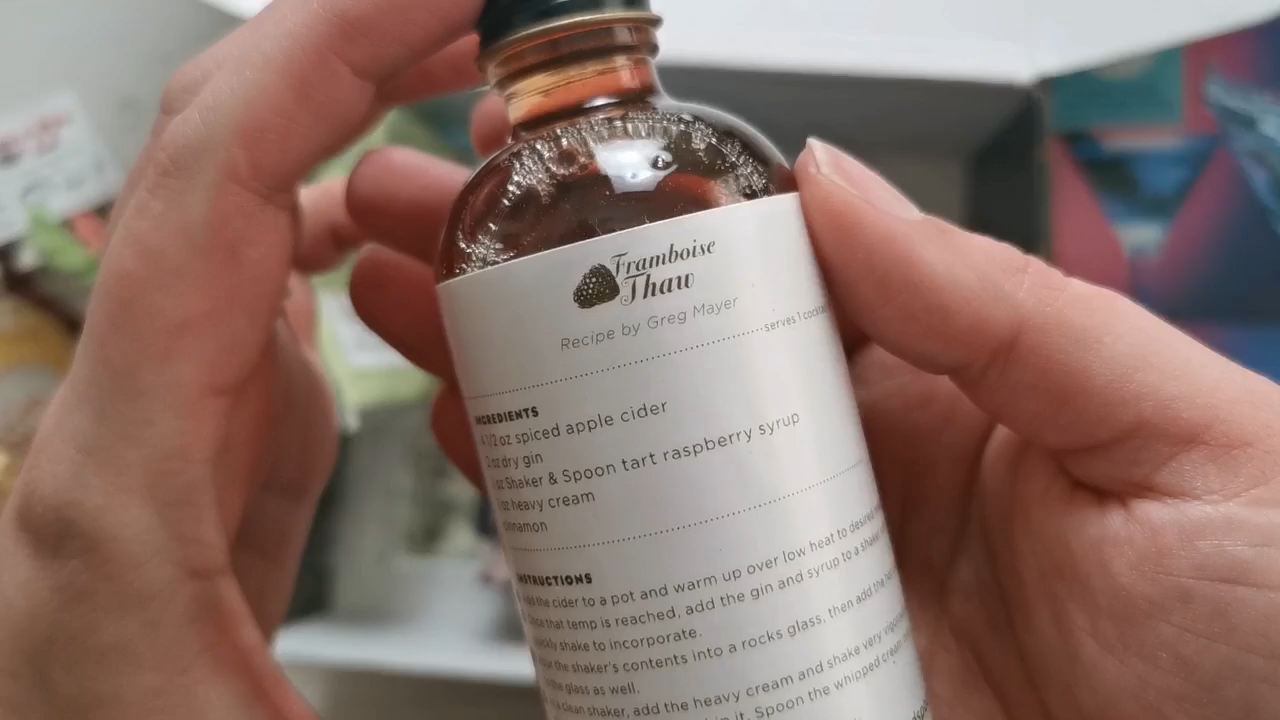 Framboise
Thaw
Recipe by Greg Mayer
serves 1
INGREDIENTS
1/2 oz spiced apple cider
oz dry gin
oz Shaker & Spoon tart raspberry syrup
oz heavy cream
cinnamon
INSTRUCTIONS
the cider to a pot and warm up over low heat to desired
that temp is reached, add the gin and syrup to a shaker
shake to incorporate.
the shaker's contents into a rocks glass, then add the
the glass as well.
a clean shaker, add the heavy cream and shake very
it. Spoon the whipped cream